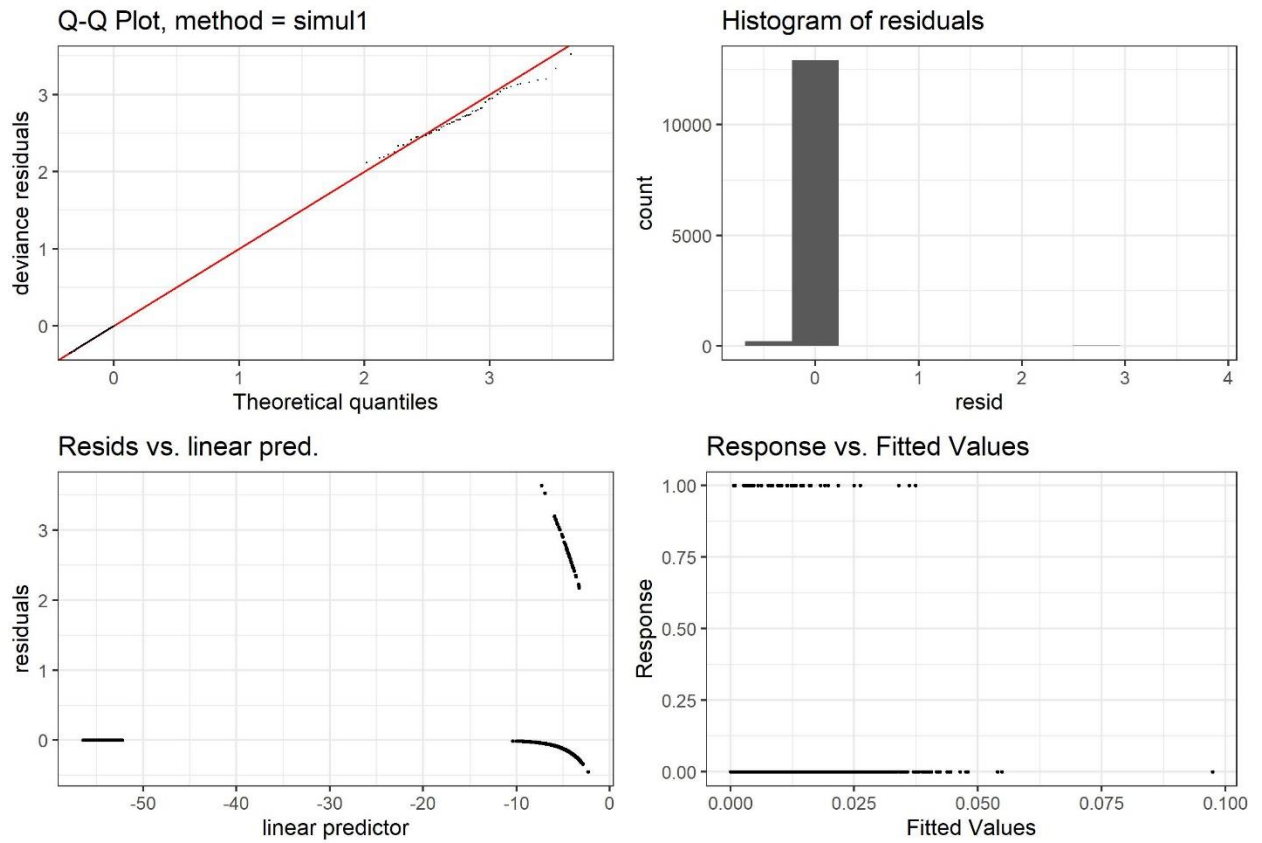 Q-Q Plot, method = simul1
deviance residuals
3
2
1
0
0 1 2 3
Theoretical quantiles
Histogram of residuals
count
10000
5000
0
0 1 2 3 4
resid
Resids vs. linear pred.
residuals
3
2
1
0
-50 -40 -30 -20 -10 0
linear predictor
Response vs. Fitted Values
Response
1.00
0.75
0.50
0.25
0.00
0.000 0.025 0.050 0.075 0.100
Fitted Values